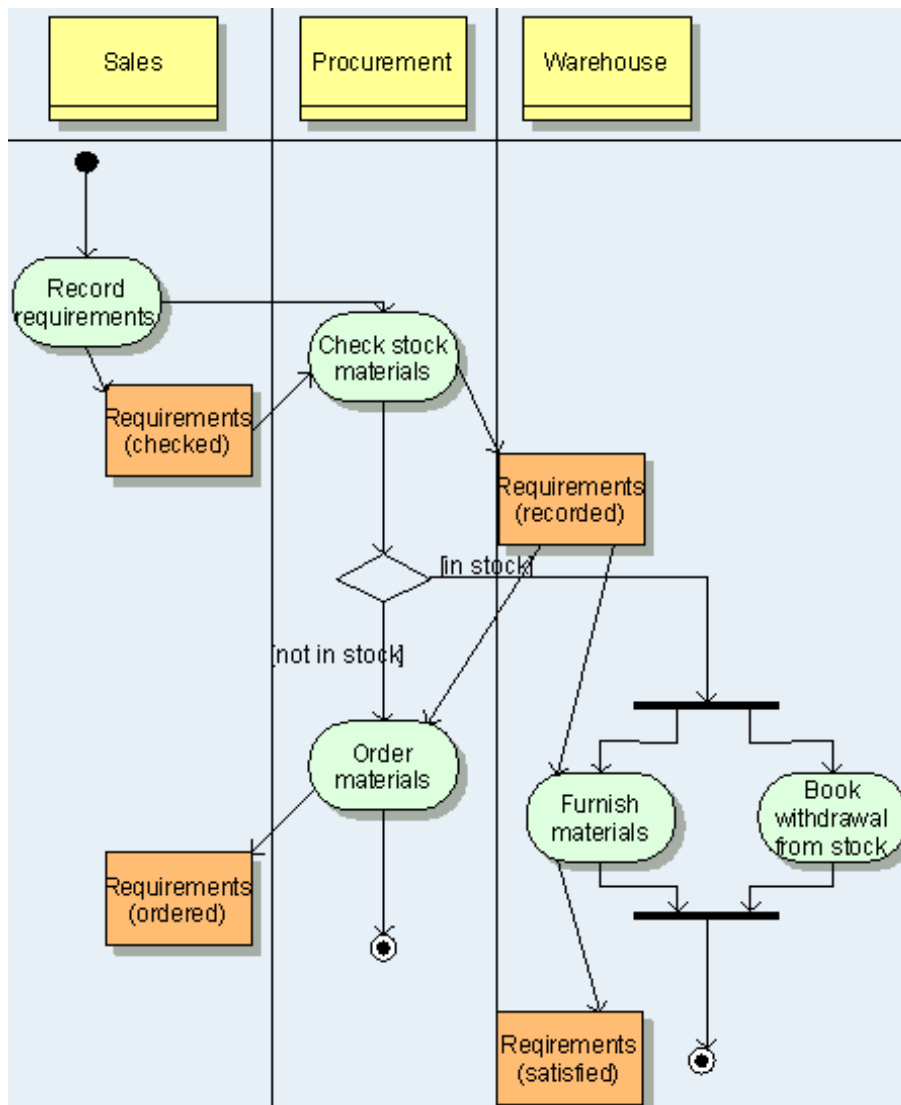 Sales
Procurement
Warehouse
Record
requirements
Check stock
materials
Requirements
(checked)
Requirements
(recorded)
[in stock]
[not in stock]
Order
materials
Furnish
materials
Book
withdrawal
from stock
Requirements
(ordered)
Reqirements
(satisfied)